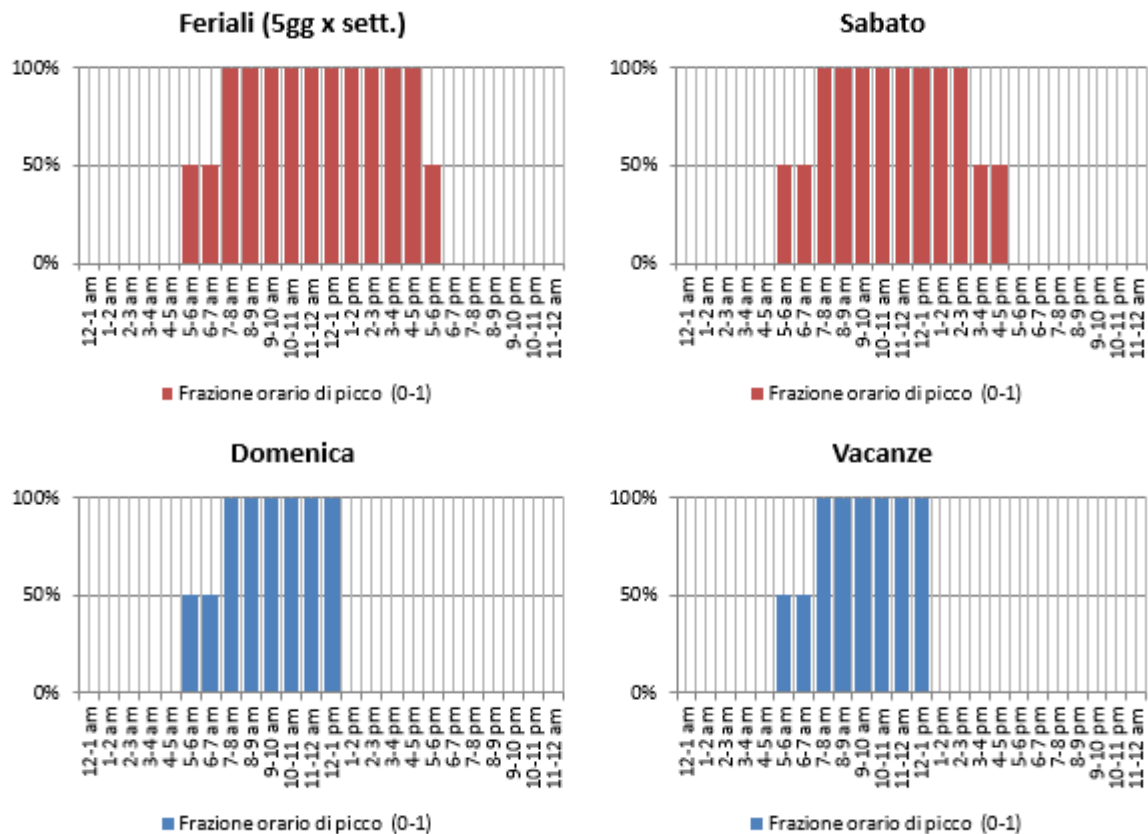 Feriali (5gg x sett.)
100%
50%
0%
12-1 am
1-2 am
2-3 am
3-4 am
4-5 am
5-6 am
6-7 am
7-8 am
8-9 am
9-10 am
10-11 am
11-12 am
12-1 pm
1-2 pm
2-3 pm
3-4 pm
4-5 pm
5-6 pm
6-7 pm
7-8 pm
8-9 pm
9-10 pm
10-11 pm
11-12 am
Frazione orario di picco (0-1)
Sabato
100%
50%
0%
12-1 am
1-2 am
2-3 am
3-4 am
4-5 am
5-6 am
6-7 am
7-8 am
8-9 am
9-10 am
10-11 am
11-12 am
12-1 pm
1-2 pm
2-3 pm
3-4 pm
4-5 pm
5-6 pm
6-7 pm
7-8 pm
8-9 pm
9-10 pm
10-11 pm
11-12 am
Frazione orario di picco (0-1)
Domenica
100%
50%
0%
12-1 am
1-2 am
2-3 am
3-4 am
4-5 am
5-6 am
6-7 am
7-8 am
8-9 am
9-10 am
10-11 am
11-12 am
12-1 pm
1-2 pm
2-3 pm
3-4 pm
4-5 pm
5-6 pm
6-7 pm
7-8 pm
8-9 pm
9-10 pm
10-11 pm
11-12 am
Frazione orario di picco (0-1)
Vacanze
100%
50%
0%
12-1 am
1-2 am
2-3 am
3-4 am
4-5 am
5-6 am
6-7 am
7-8 am
8-9 am
9-10 am
10-11 am
11-12 am
12-1 pm
1-2 pm
2-3 pm
3-4 pm
4-5 pm
5-6 pm
6-7 pm
7-8 pm
8-9 pm
9-10 pm
10-11 pm
11-12 am
Frazione orario di picco (0-1)